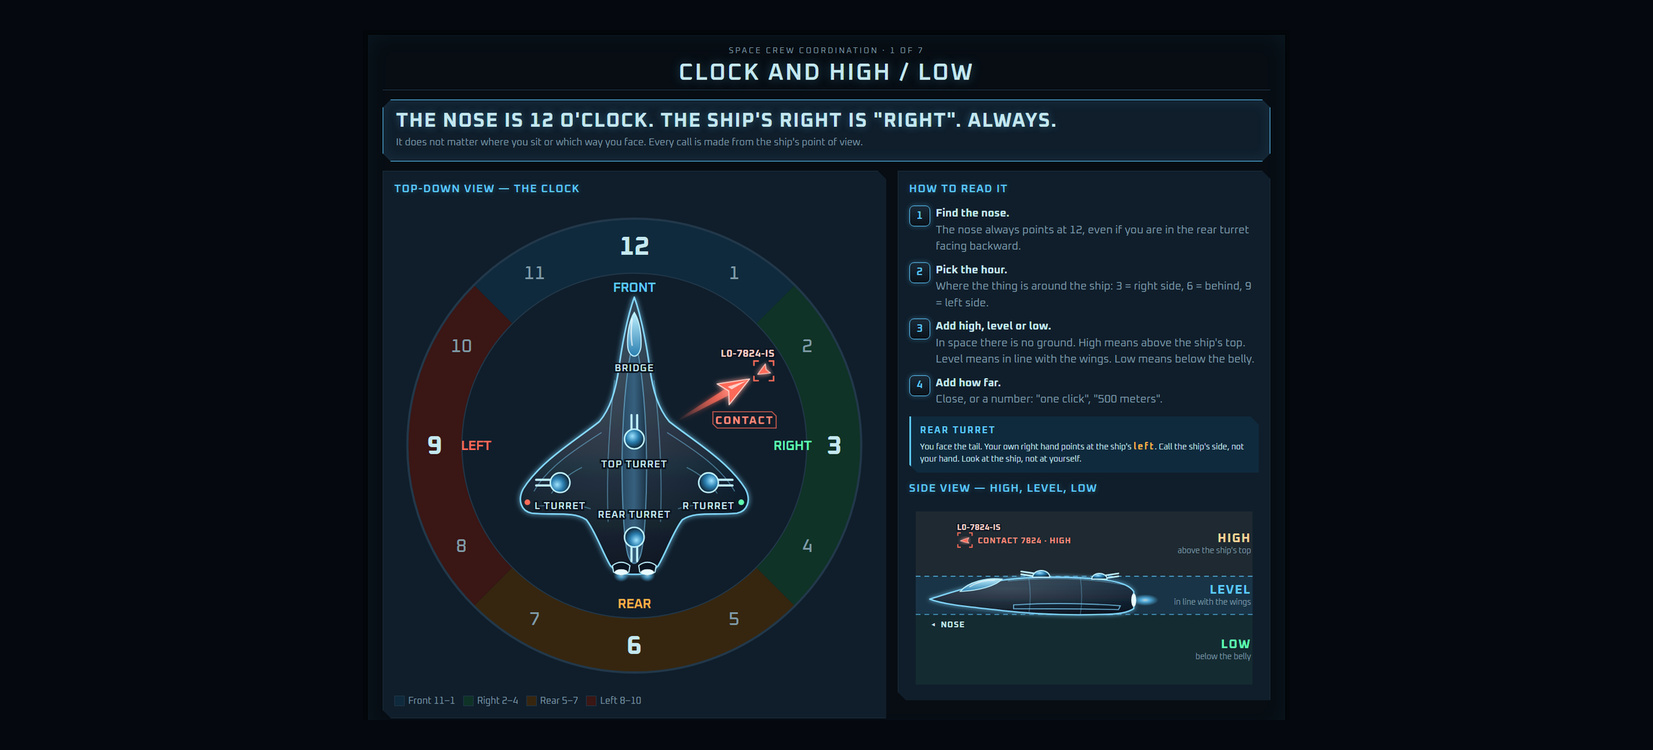 SPACE CREW COORDINATION · 1 OF 7
CLOCK AND HIGH / LOW
THE NOSE IS 12 O'CLOCK. THE SHIP'S RIGHT IS "RIGHT". ALWAYS.
It does not matter where you sit or which way you face. Every call is made from the ship's point of view.
TOP-DOWN VIEW — THE CLOCK
12
11
1
FRONT
10
2
LO-7824-IS
BRIDGE
CONTACT
9
LEFT
RIGHT
3
TOP TURRET
L TURRET
R TURRET
REAR TURRET
8
4
REAR
7
5
6
Front 11–1
Right 2–4
Rear 5–7
Left 8–10
HOW TO READ IT
1
Find the nose.
The nose always points at 12, even if you are in the rear turret
facing backward.
2
Pick the hour.
Where the thing is around the ship: 3 = right side, 6 = behind, 9
= left side.
3
Add high, level or low.
In space there is no ground. High means above the ship's top.
Level means in line with the wings. Low means below the belly.
4
Add how far.
Close, or a number: "one click", "500 meters".
REAR TURRET
You face the tail. Your own right hand points at the ship's left. Call the ship's side, not
your hand. Look at the ship, not at yourself.
SIDE VIEW — HIGH, LEVEL, LOW
LO-7824-IS
CONTACT 7824 · HIGH
HIGH
above the ship's top
LEVEL
in line with the wings
◂ NOSE
LOW
below the belly